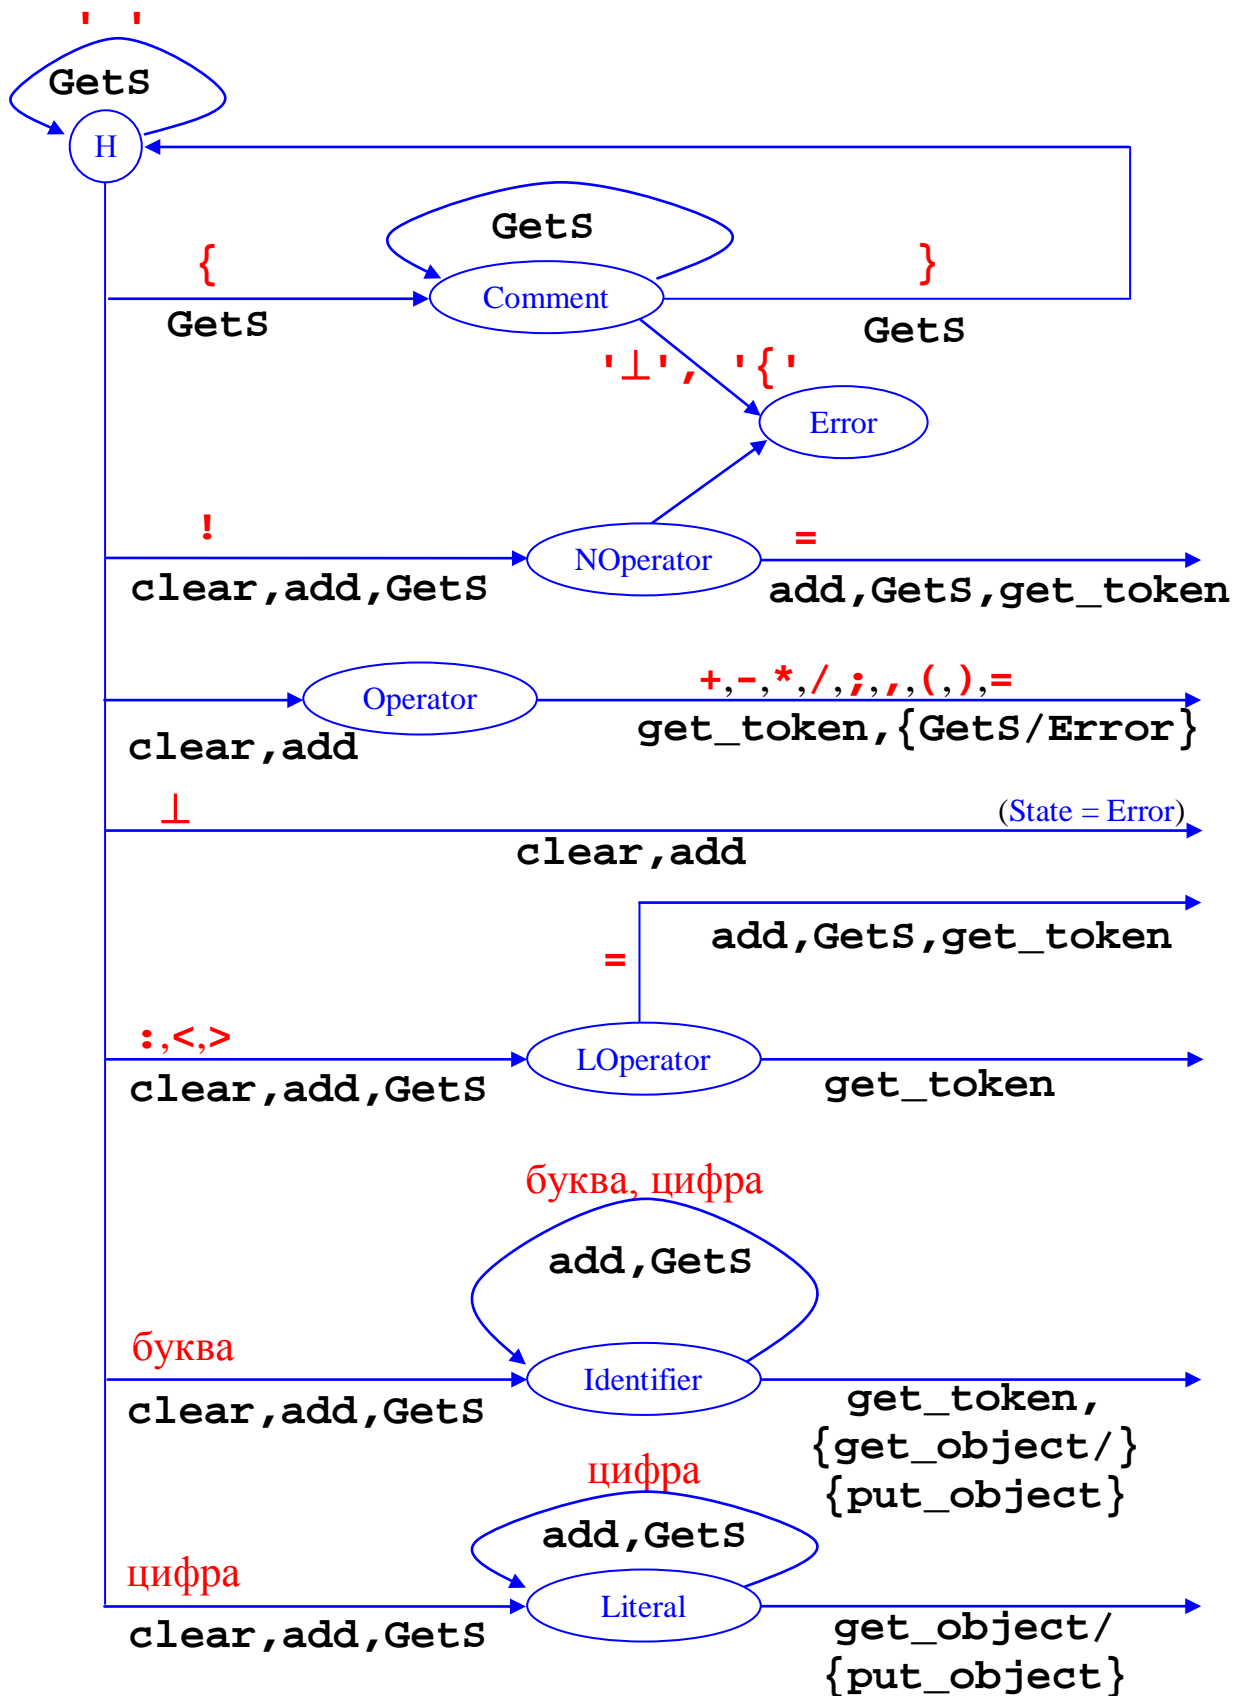 ' '
GetS
H
GetS
{
}
Comment
GetS
GetS
'⊥', '{'
Error
!
=
NOperator
clear,add,GetS
add,GetS,get_token
+,-,*,/,;,,,(,),=
Operator
get_token,{GetS/Error}
clear,add
⊥
(State = Error)
clear,add
add,GetS,get_token
=
:,<,>
LOperator
clear,add,GetS
get_token
буква, цифра
add,GetS
буква
Identifier
clear,add,GetS
get_token,
{get_object/}
{put_object}
цифра
add,GetS
цифра
Literal
clear,add,GetS
get_object/
{put_object}